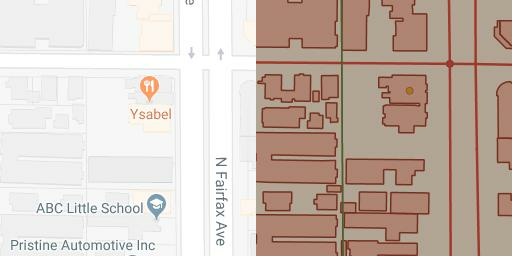 e
Ysabel
N Fairfax Ave
ABC Little School
Pristine Automotive Inc